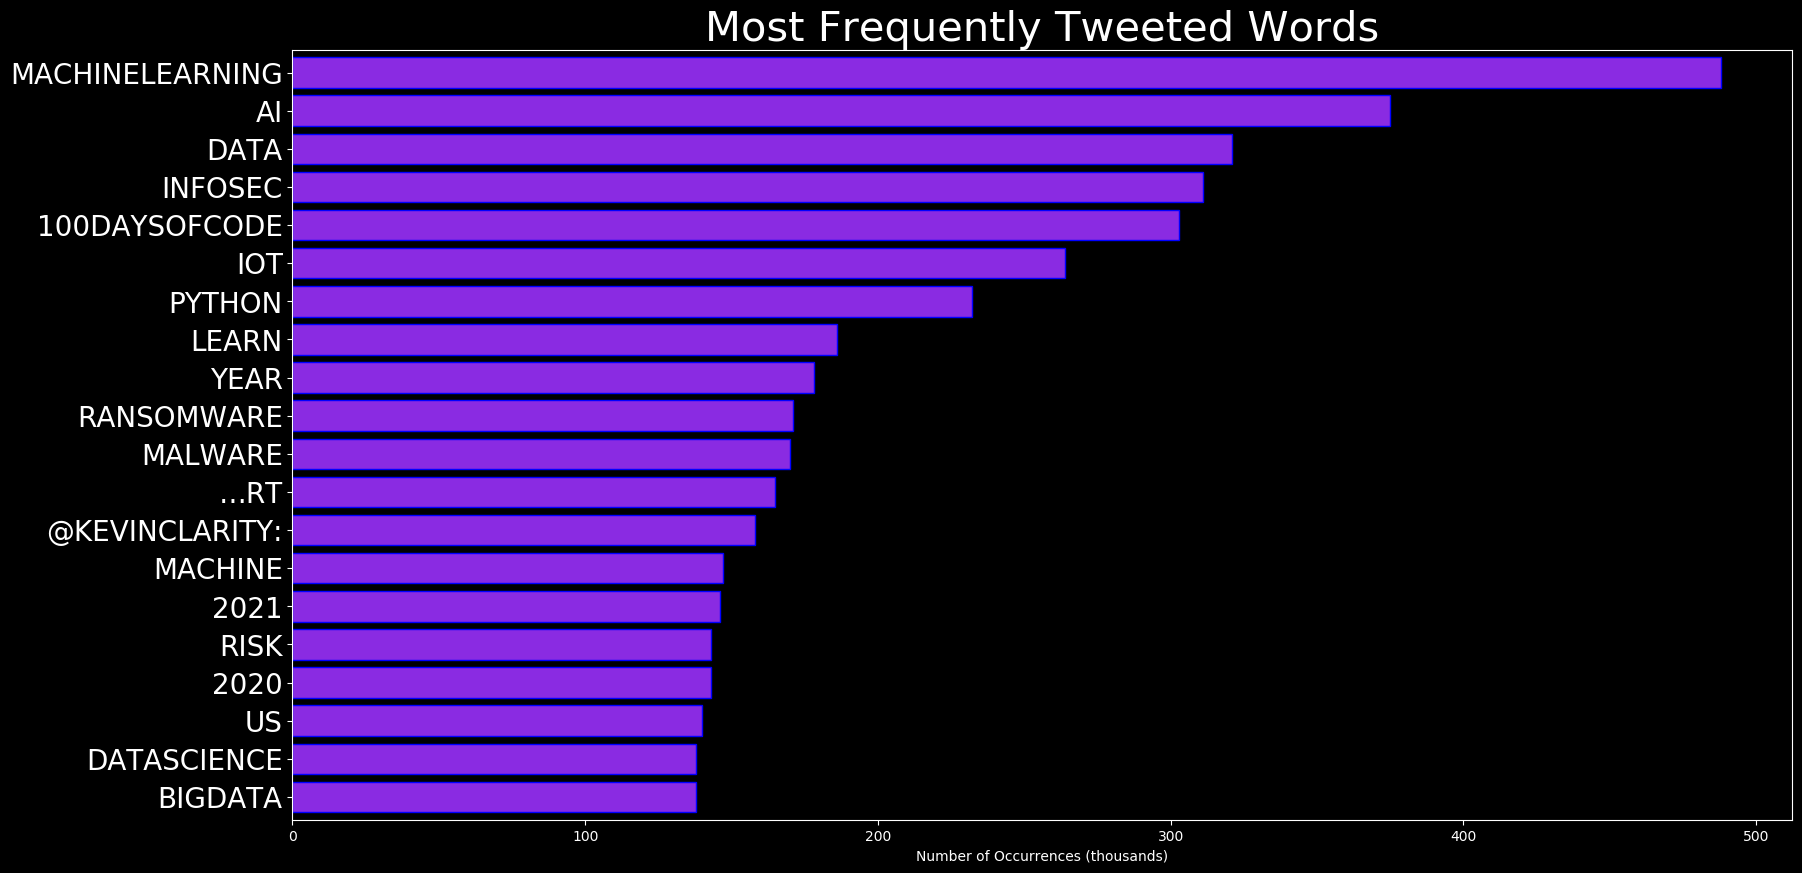 Most Frequently Tweeted Words
MACHINELEARNING
AI
DATA
INFOSEC
100DAYSOFCODE
IOT
PYTHON
LEARN
YEAR
RANSOMWARE
MALWARE
…RT
@KEVINCLARITY:
MACHINE
2021
RISK
2020
US
DATASCIENCE
BIGDATA
0 100 200 300 400 500
Number of Occurrences (thousands)